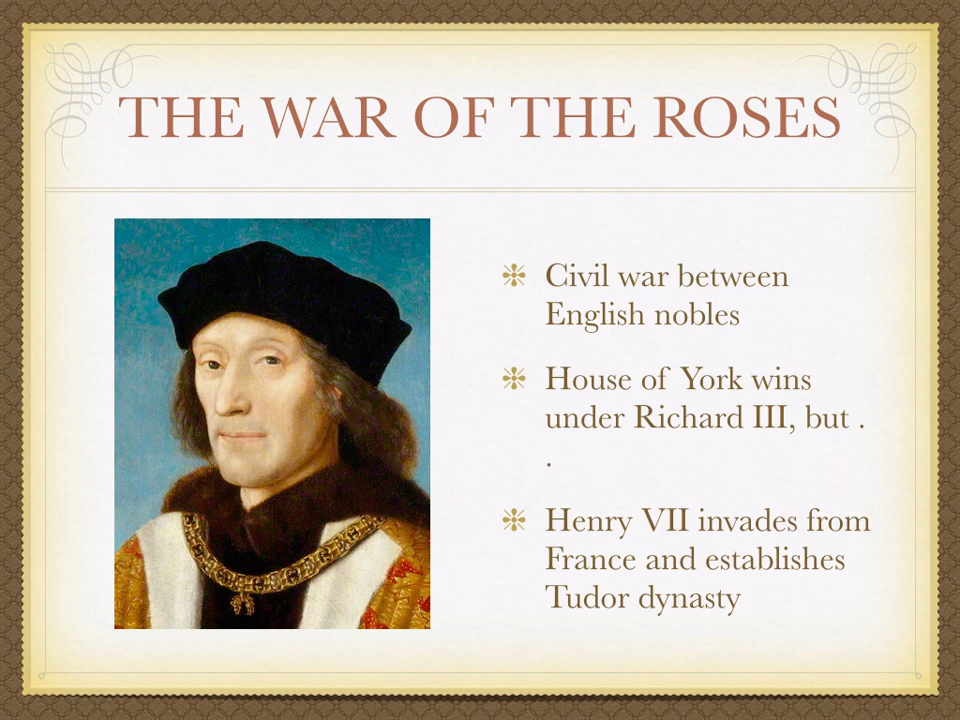 THE WAR OF THE ROSES
Civil war between
English nobles
House of York wins
under Richard III, but .
.
Henry VII invades from
France and establishes
Tudor dynasty